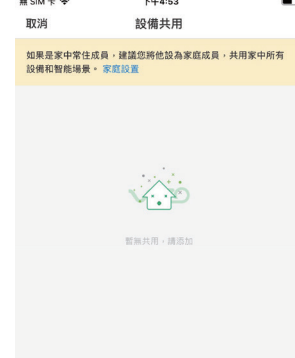 無 SIM 卡 下午4:53
取消 設備共用
如果是家中常住成員，建議您將他設為家庭成員，共用家中所有
設備和智能場景。家庭設置
暫無共用，請添加